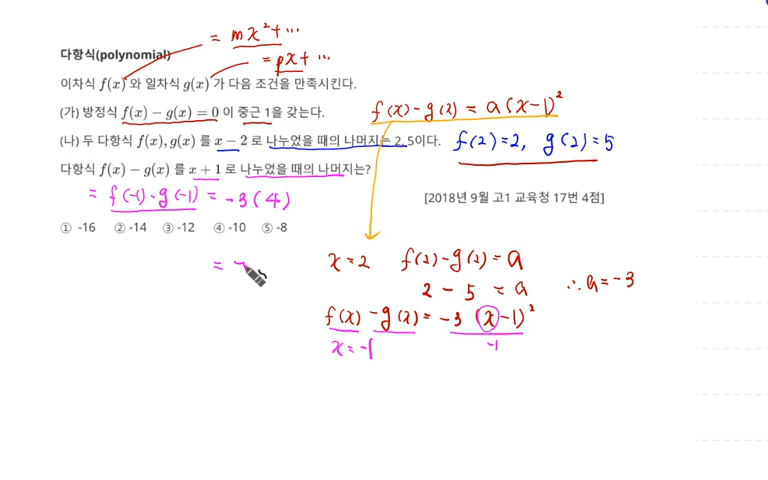 = mx² + ⋯
다항식(polynomial)
= px + ⋯
이차식 f(x) 와 일차식 g(x) 가 다음 조건을 만족시킨다.
(가) 방정식 f(x) − g(x) = 0 이 중근 1을 갖는다.
f(x) - g(x) = a(x-1)²
(나) 두 다항식 f(x), g(x) 를 x − 2 로 나누었을 때의 나머지는 2, 5이다.
f(2) = 2, g(2) = 5
다항식 f(x) − g(x) 를 x + 1 로 나누었을 때의 나머지는?
= f(-1) - g(-1) = -3(4)
[2018년 9월 고1 교육청 17번 4점]
① -16 ② -14 ③ -12 ④ -10 ⑤ -8
= -
x = 2 f(2) - g(2) = a
2 - 5 = a ∴ a = -3
f(x) - g(x) = -3 (x-1)²
x = -1 -1